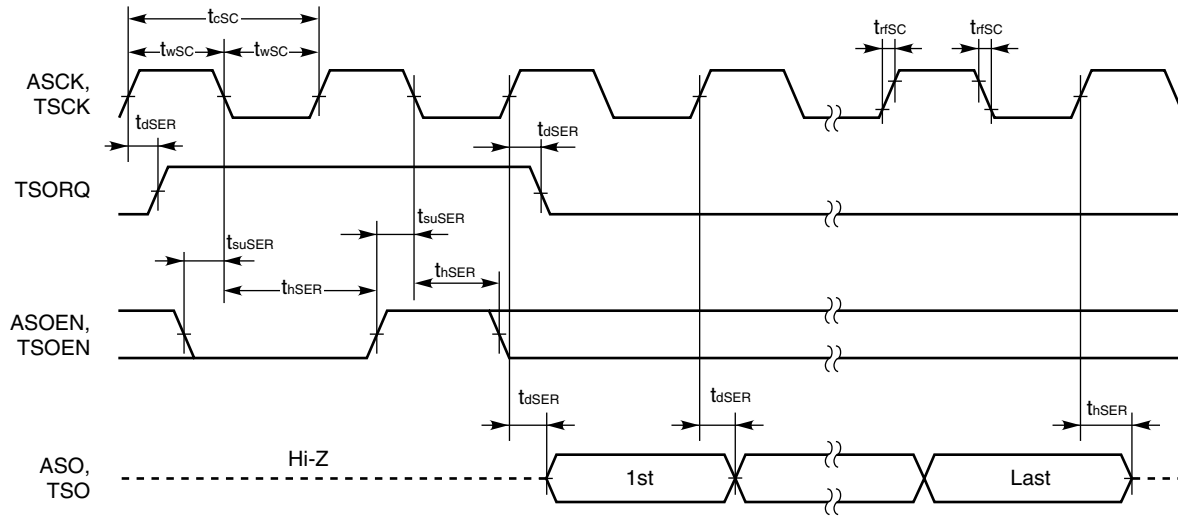 tcSC
twSC twSC
trfSC trfSC
ASCK,
TSCK
tdSER tdSER
TSORQ
tsuSER
tsuSER
thSER
thSER
ASOEN,
TSOEN
tdSER tdSER thSER
ASO,
TSO
Hi-Z
1st
Last